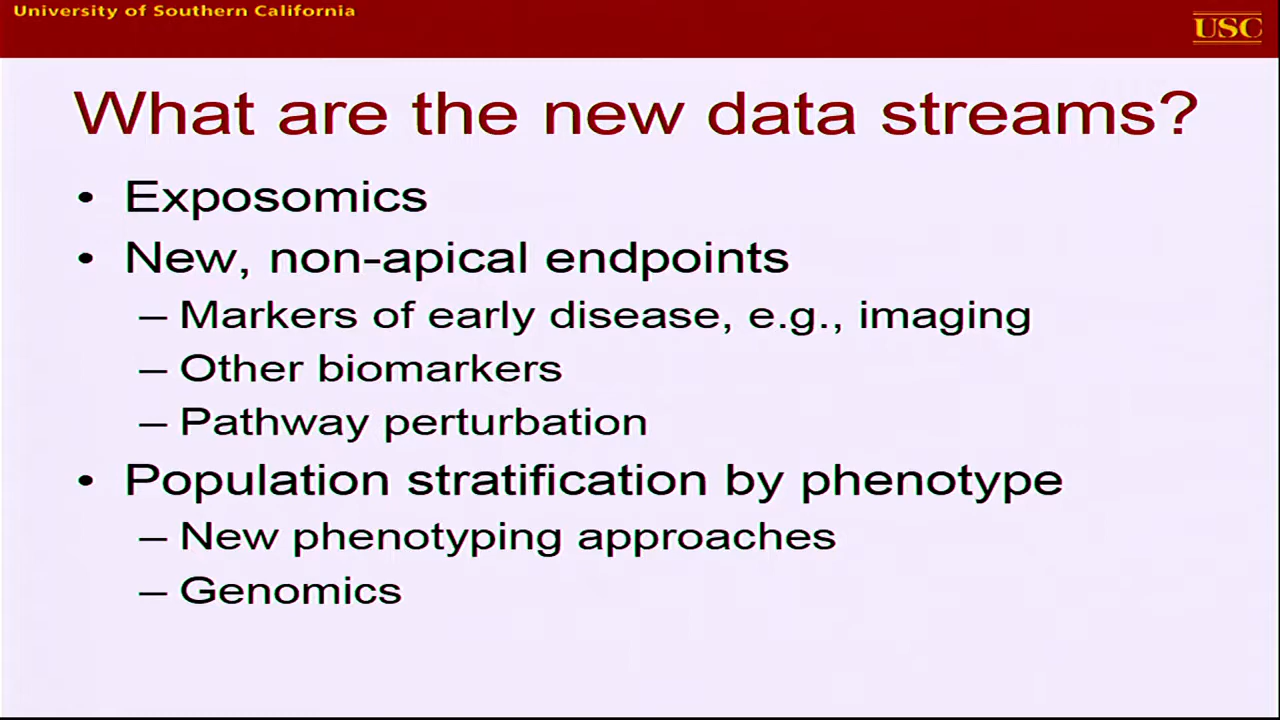 University of Southern California
USC
What are the new data streams?
• Exposomics
• New, non-apical endpoints
– Markers of early disease, e.g., imaging
– Other biomarkers
– Pathway perturbation
• Population stratification by phenotype
– New phenotyping approaches
– Genomics